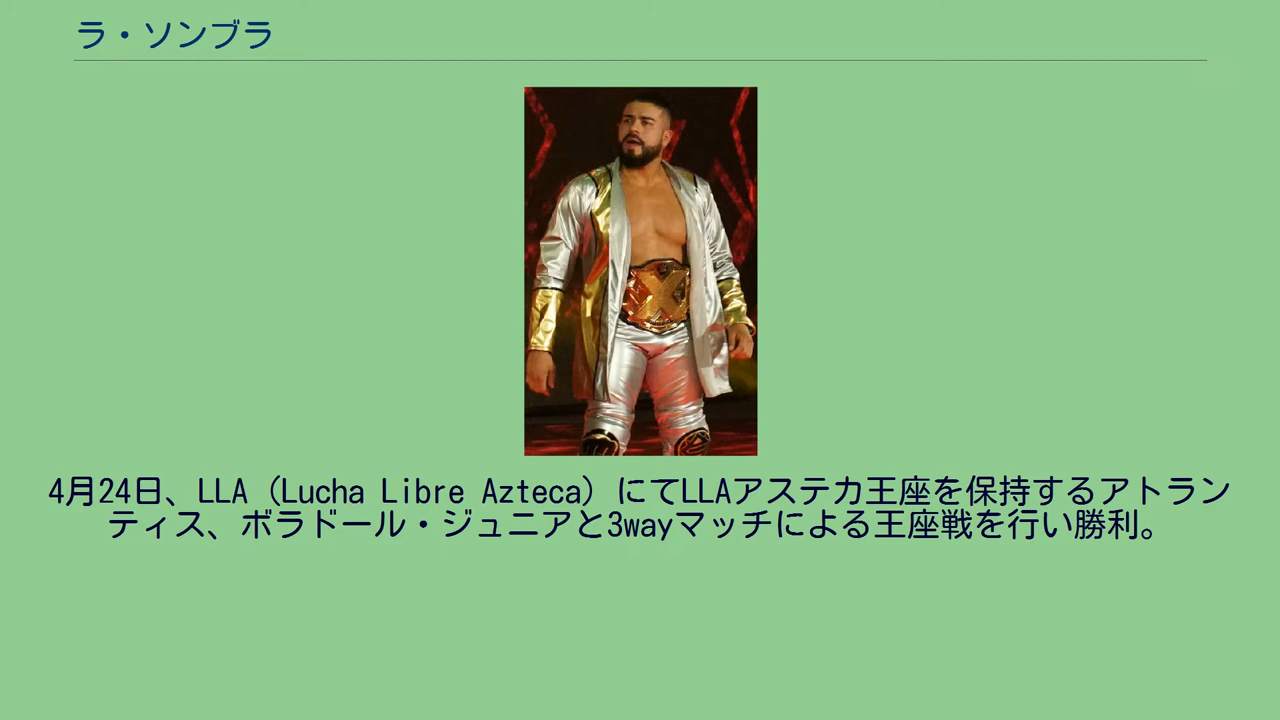 ラ・ソンブラ
4月24日、LLA（Lucha Libre Azteca）にてLLAアステカ王座を保持するアトラン
ティス、ボラドール・ジュニアと3wayマッチによる王座戦を行い勝利。